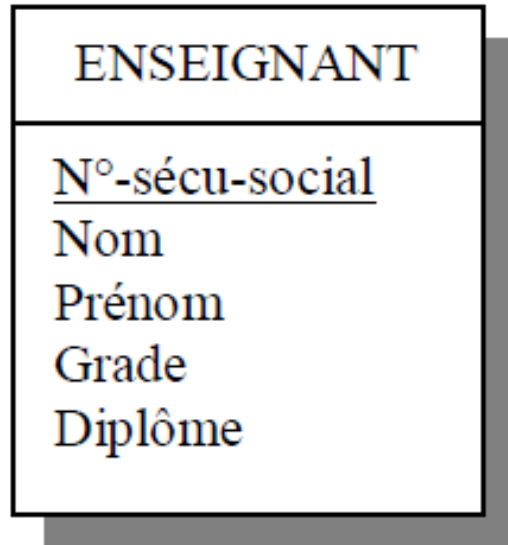 ENSEIGNANT
N°-sécu-social
Nom
Prénom
Grade
Diplôme